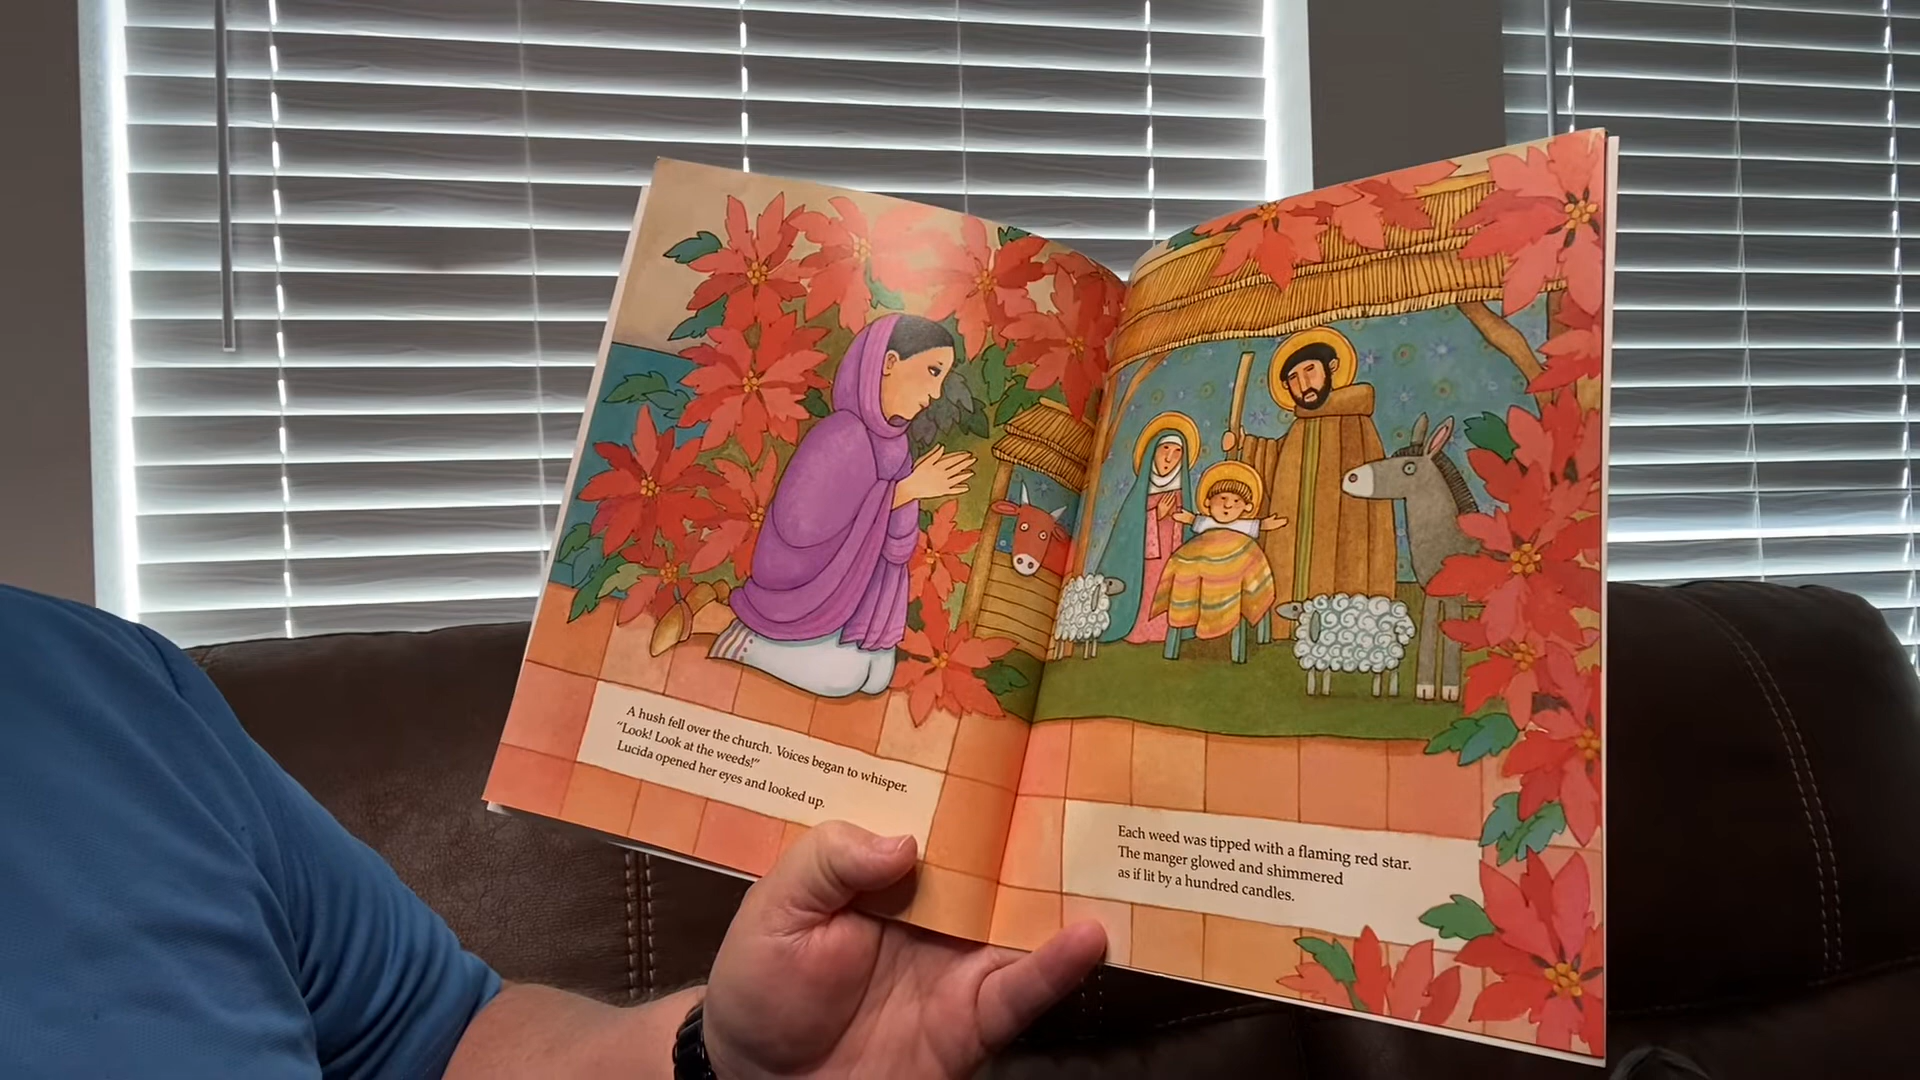 A hush fell over the church. Voices began to whisper.
“Look! Look at the weeds!”
Lucida opened her eyes and looked up.
Each weed was tipped with a flaming red star.
The manger glowed and shimmered
as if lit by a hundred candles.